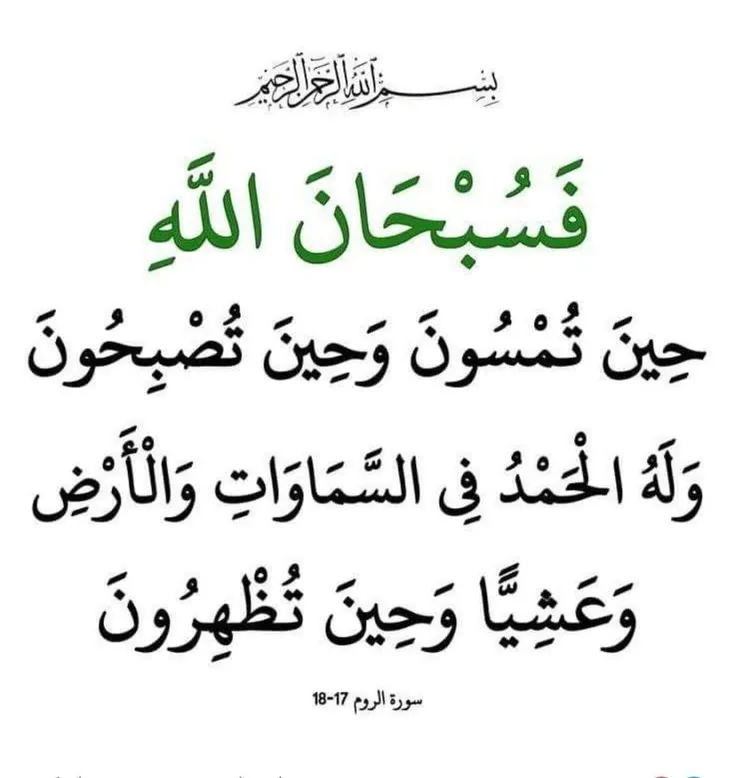 بِسْمِ اللَّهِ الرَّحْمَٰنِ الرَّحِيمِ
فَسُبْحَانَ اللَّهِ
حِينَ تُمْسُونَ وَحِينَ تُصْبِحُونَ
وَلَهُ الْحَمْدُ فِي السَّمَاوَاتِ وَالْأَرْضِ
وَعَشِيًّا وَحِينَ تُظْهِرُونَ
سورة الروم 17-18